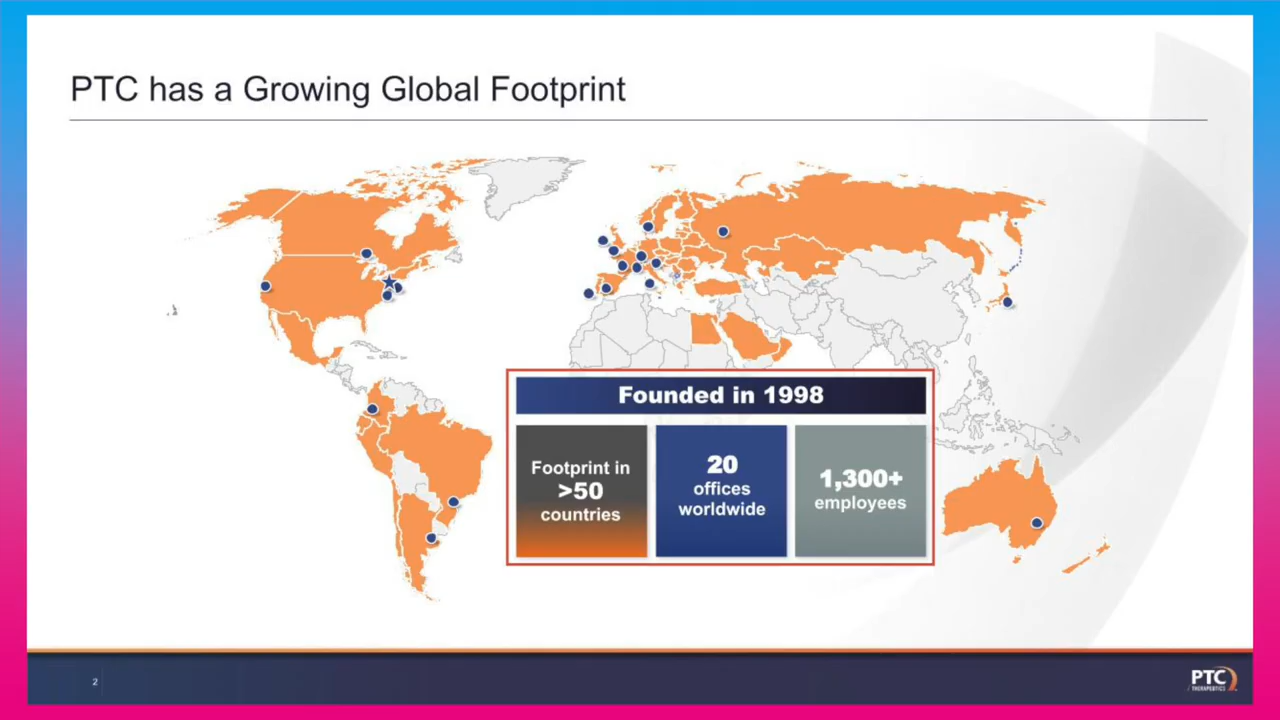 PTC has a Growing Global Footprint
Founded in 1998
Footprint in
>50
countries
20
offices
worldwide
1,300+
employees
2
PTC
THERAPEUTICS